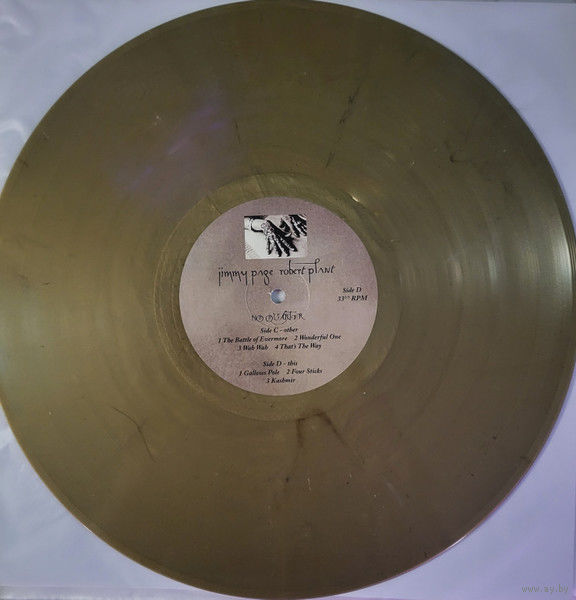 jimmy page robert plant
NO QUARTER
Side D
33⅓ RPM
Side C - other
1 The Battle of Evermore 2 Wonderful One
3 Wah Wah 4 That's The Way
Side D - this
1 Gallows Pole 2 Four Sticks
3 Kashmir
www.ay.by